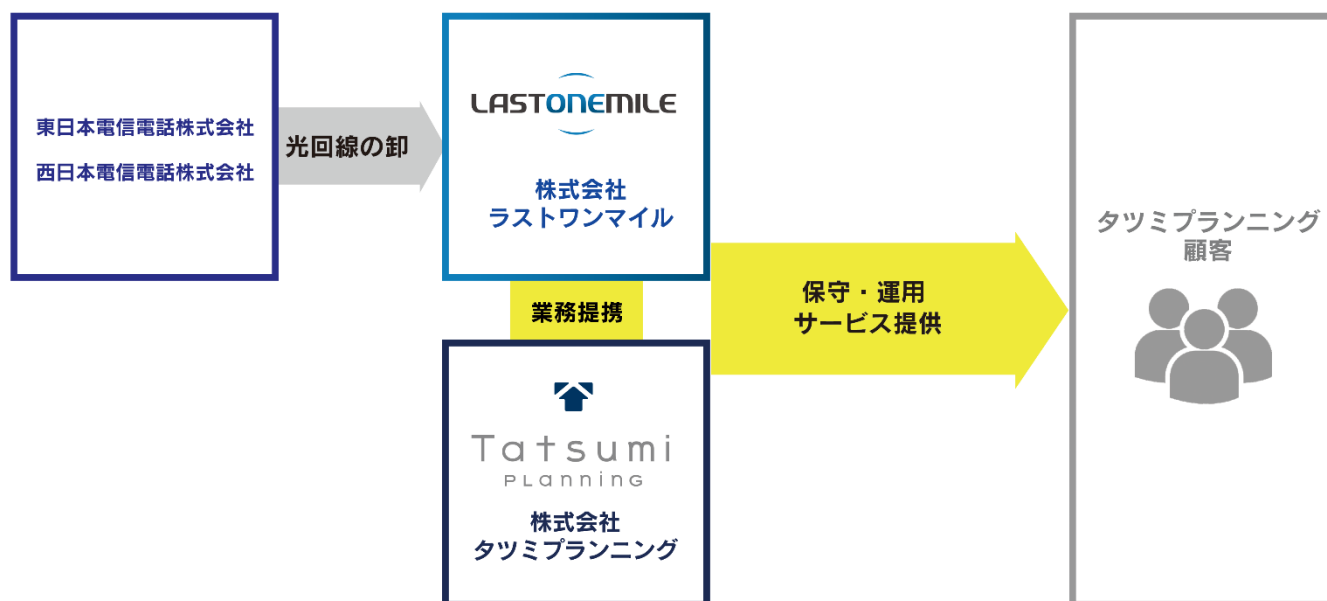 東日本電信電話株式会社
西日本電信電話株式会社
光回線の卸
LASTONEMILE
株式会社
ラストワンマイル
業務提携
Tatsumi
PLANNING
株式会社
タツミプランニング
保守・運用
サービス提供
タツミプランニング
顧客